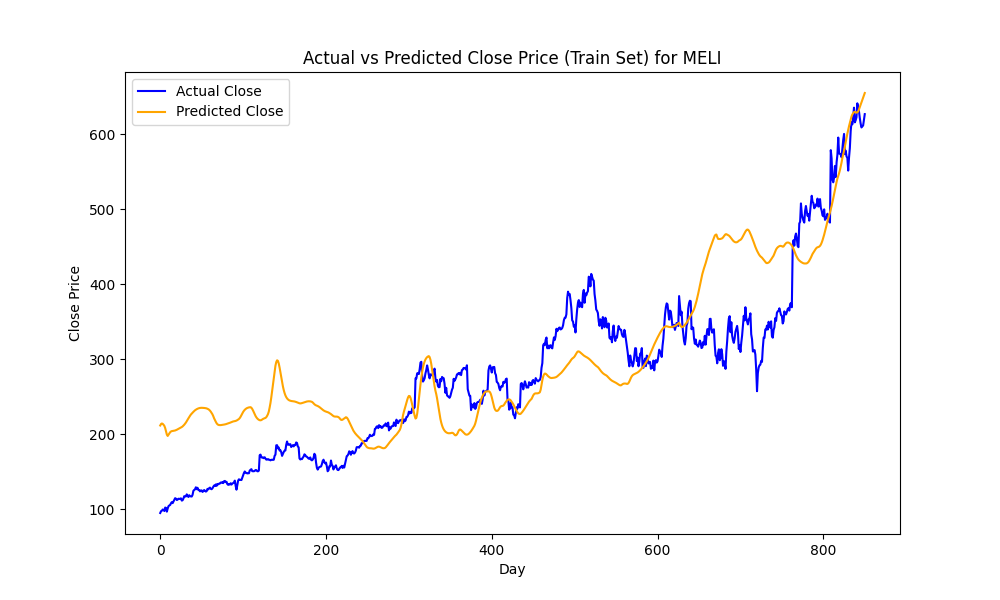 Actual vs Predicted Close Price (Train Set) for MELI
Actual Close
Predicted Close
600
500
400
300
200
100
Close Price
0
200
400
600
800
Day